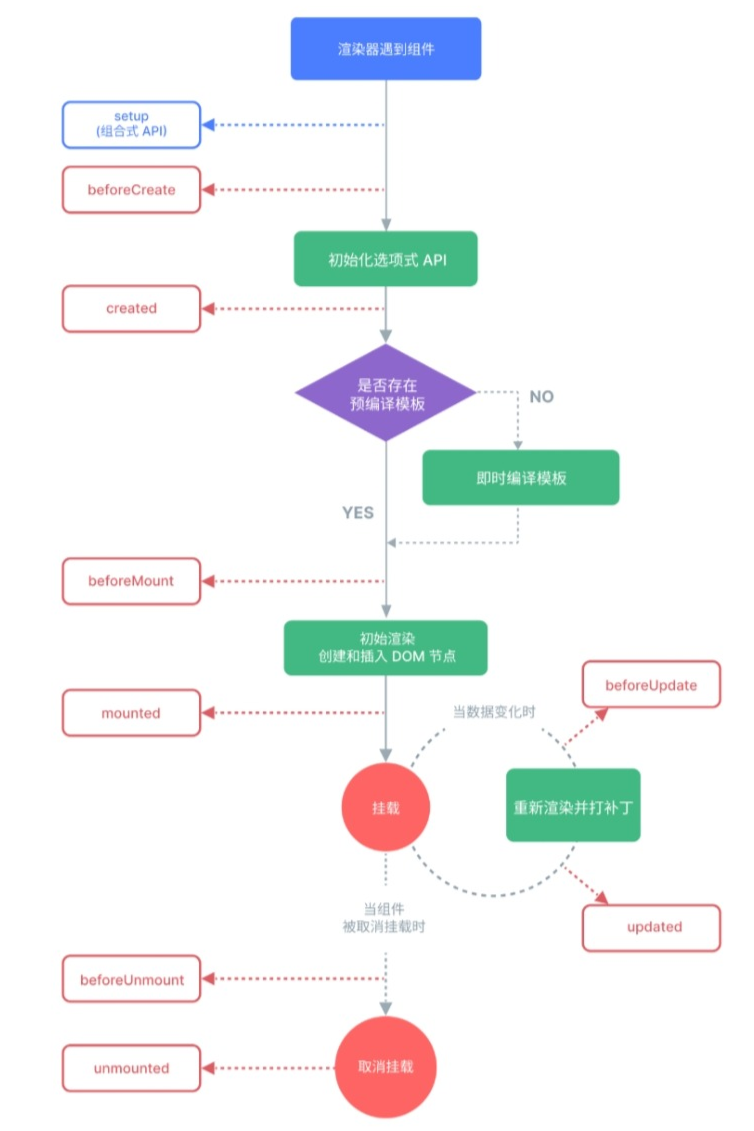 渲染器遇到组件
setup
(组合式 API)
beforeCreate
初始化选项式 API
created
是否存在
预编译模板
NO
即时编译模板
YES
beforeMount
初始渲染
创建和插入 DOM 节点
beforeUpdate
mounted
当数据变化时
挂载
重新渲染并打补丁
当组件
被取消挂载时
updated
beforeUnmount
unmounted
取消挂载